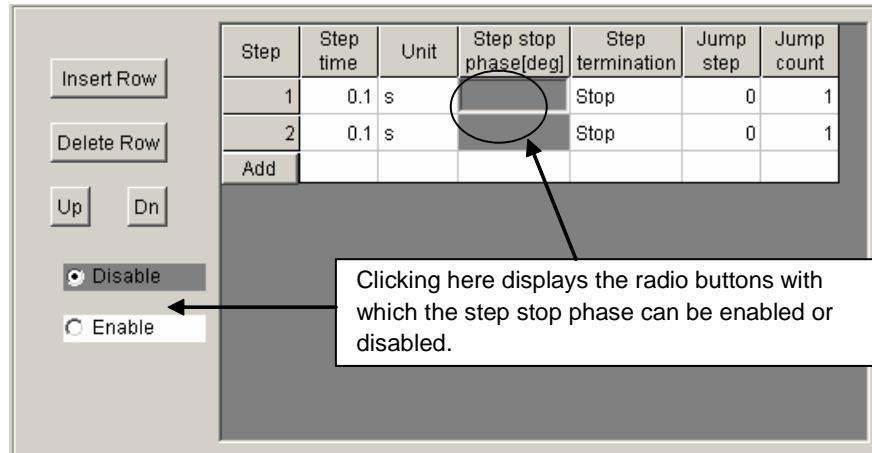 Insert Row
Delete Row
Up Dn
Disable
Enable
Step Step time Unit Step stop phase[deg] Step termination Jump step Jump count
1 0.1 s Stop 0 1
2 0.1 s Stop 0 1
Add
Clicking here displays the radio buttons with
which the step stop phase can be enabled or
disabled.